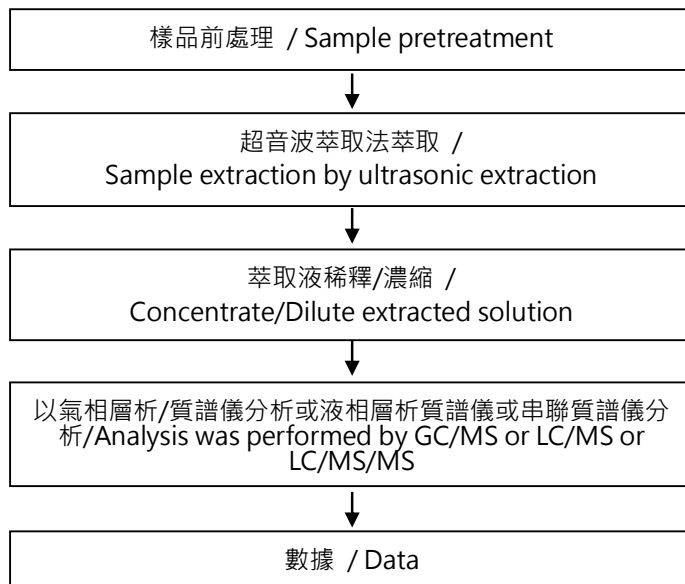 樣品前處理 / Sample pretreatment
超音波萃取法萃取 /
Sample extraction by ultrasonic extraction
萃取液稀釋/濃縮 /
Concentrate/Dilute extracted solution
以氣相層析/質譜儀分析或液相層析質譜儀或串聯質譜儀分
析/Analysis was performed by GC/MS or LC/MS or
LC/MS/MS
數據 / Data